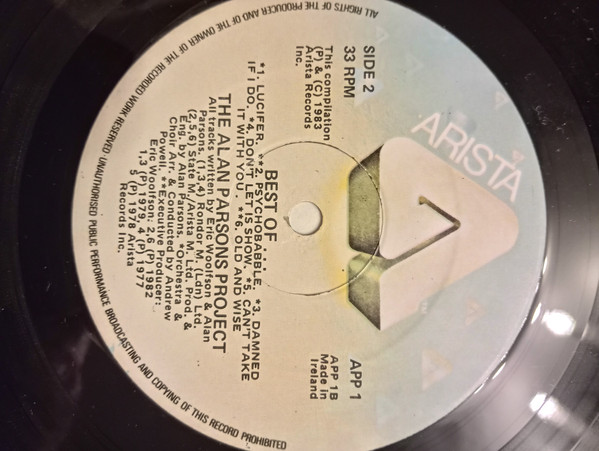 ARISTA
SIDE 2
33 RPM
This compilation
(P) & (C) 1983
Arista Records
Inc.
APP 1
APP 1B
Made in
Ireland
BEST OF
*1. LUCIFER. **2. PSYCHOBABBLE. *3. DAMNED
IF I DO. *4. DON'T LET IS SHOW. *5. CAN'T TAKE
IT WITH YOU. **6. OLD AND WISE
THE ALAN PARSONS PROJECT
All tracks written by Eric Woolfson & Alan
Parsons. (1,3,4) Rondor M. (Ldn) Ltd.
(2,5,6) State M./Arista M. Ltd. Prod. &
Eng. by Alan Parsons. *Orchestra &
Choir Arr. & conducted by Andrew
Powell. **Executive Producer:
Eric Woolfson. 2,6 (P) 1982
1,3 (P) 1979, 4 (P) 1977
5 (P) 1978 Arista
Records Inc.
ALL RIGHTS OF THE PRODUCER AND OF THE OWNER OF THE RECORDED WORK RESERVED · UNAUTHORISED PUBLIC PERFORMANCE BROADCASTING AND COPYING OF THIS RECORD PROHIBITED